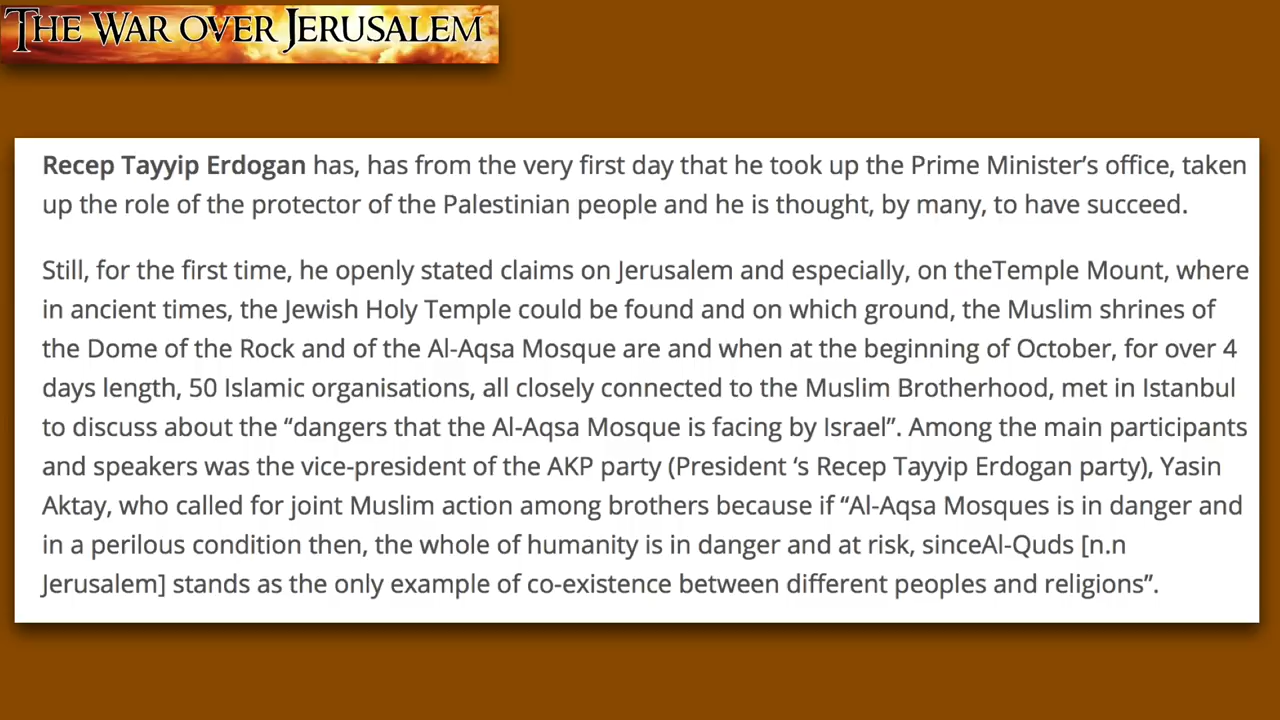 THE WAR OVER JERUSALEM
Recep Tayyip Erdogan has, has from the very first day that he took up the Prime Minister’s office, taken
up the role of the protector of the Palestinian people and he is thought, by many, to have succeed.
Still, for the first time, he openly stated claims on Jerusalem and especially, on theTemple Mount, where
in ancient times, the Jewish Holy Temple could be found and on which ground, the Muslim shrines of
the Dome of the Rock and of the Al-Aqsa Mosque are and when at the beginning of October, for over 4
days length, 50 Islamic organisations, all closely connected to the Muslim Brotherhood, met in Istanbul
to discuss about the “dangers that the Al-Aqsa Mosque is facing by Israel”. Among the main participants
and speakers was the vice-president of the AKP party (President ‘s Recep Tayyip Erdogan party), Yasin
Aktay, who called for joint Muslim action among brothers because if “Al-Aqsa Mosques is in danger and
in a perilous condition then, the whole of humanity is in danger and at risk, sinceAl-Quds [n.n
Jerusalem] stands as the only example of co-existence between different peoples and religions”.